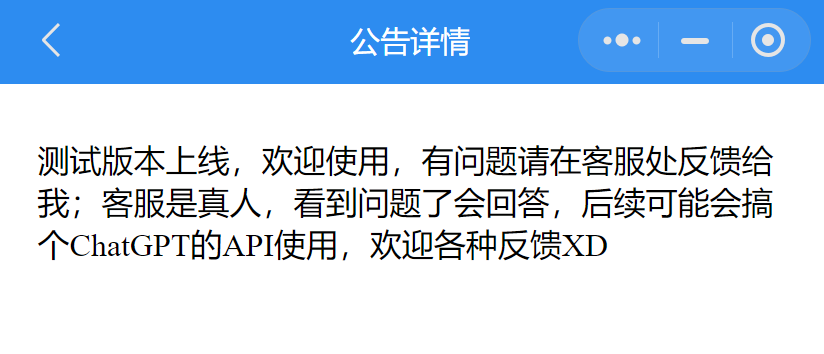 公告详情
测试版本上线，欢迎使用，有问题请在客服处反馈给
我；客服是真人，看到问题了会回答，后续可能会搞
个ChatGPT的API使用，欢迎各种反馈XD